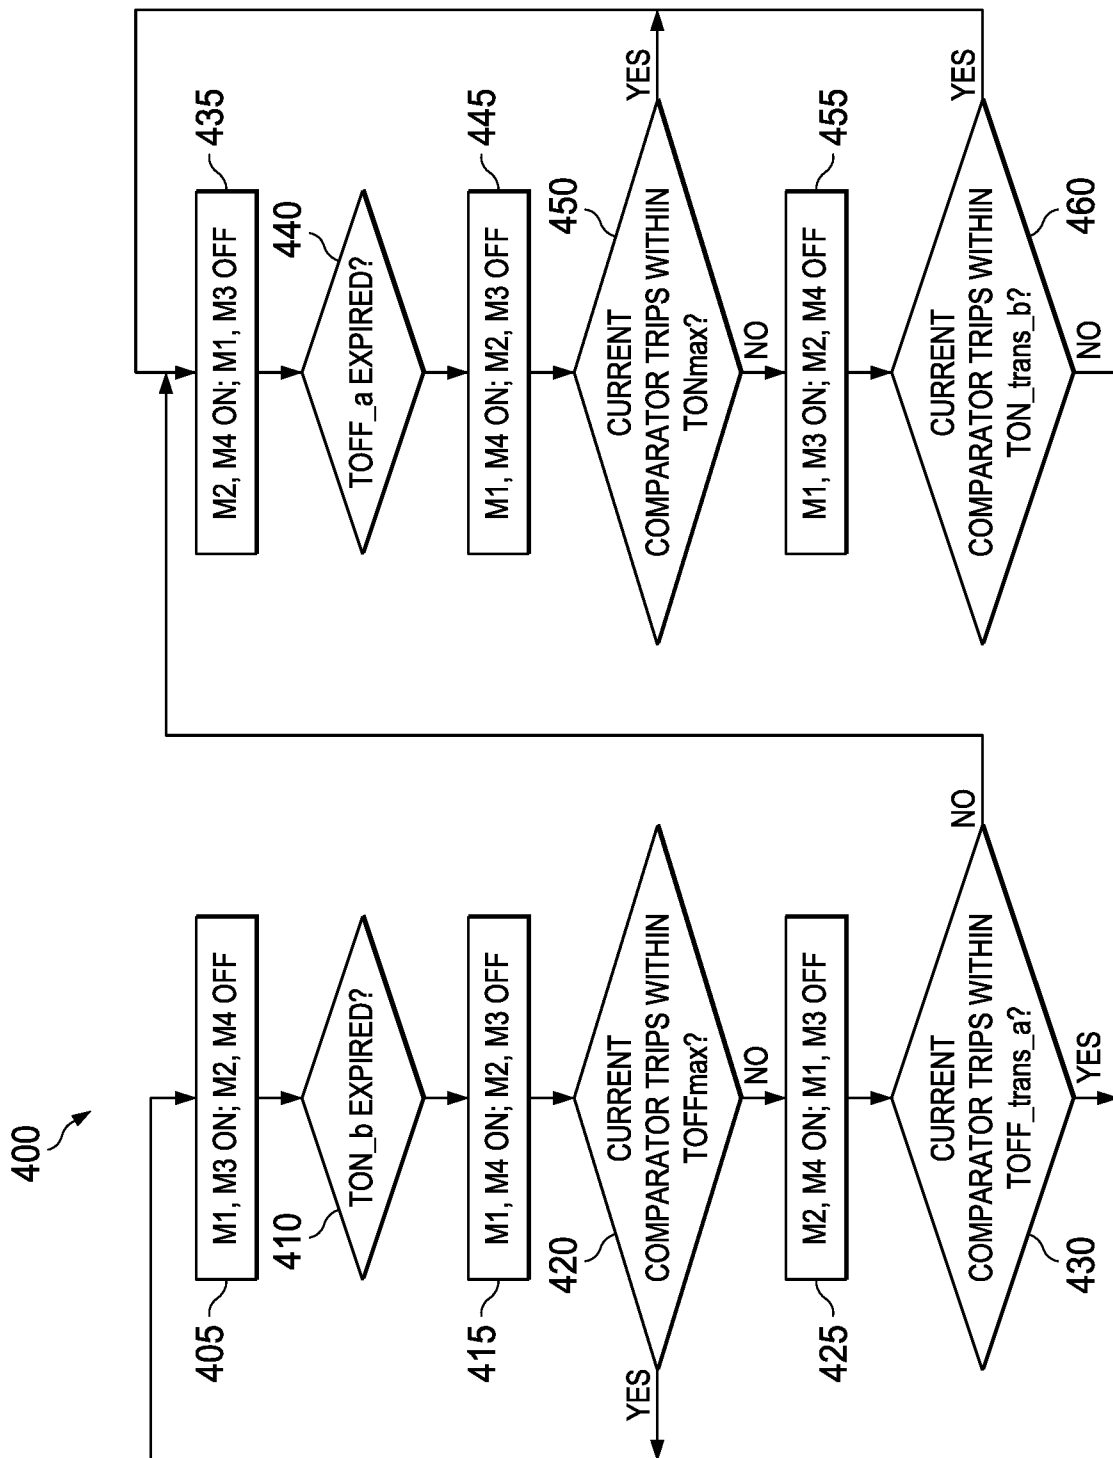 400
405
M1, M3 ON; M2, M4 OFF
410
TON_b EXPIRED?
415
M1, M4 ON; M2, M3 OFF
420
CURRENT
COMPARATOR TRIPS WITHIN
TOFFmax?
YES
NO
425
M2, M4 ON; M1, M3 OFF
430
CURRENT
COMPARATOR TRIPS WITHIN
TOFF_trans_a?
NO
YES
435
M2, M4 ON; M1, M3 OFF
440
TOFF_a EXPIRED?
445
M1, M4 ON; M2, M3 OFF
450
CURRENT
COMPARATOR TRIPS WITHIN
TONmax?
YES
NO
455
M1, M3 ON; M2, M4 OFF
460
CURRENT
COMPARATOR TRIPS WITHIN
TON_trans_b?
YES
NO